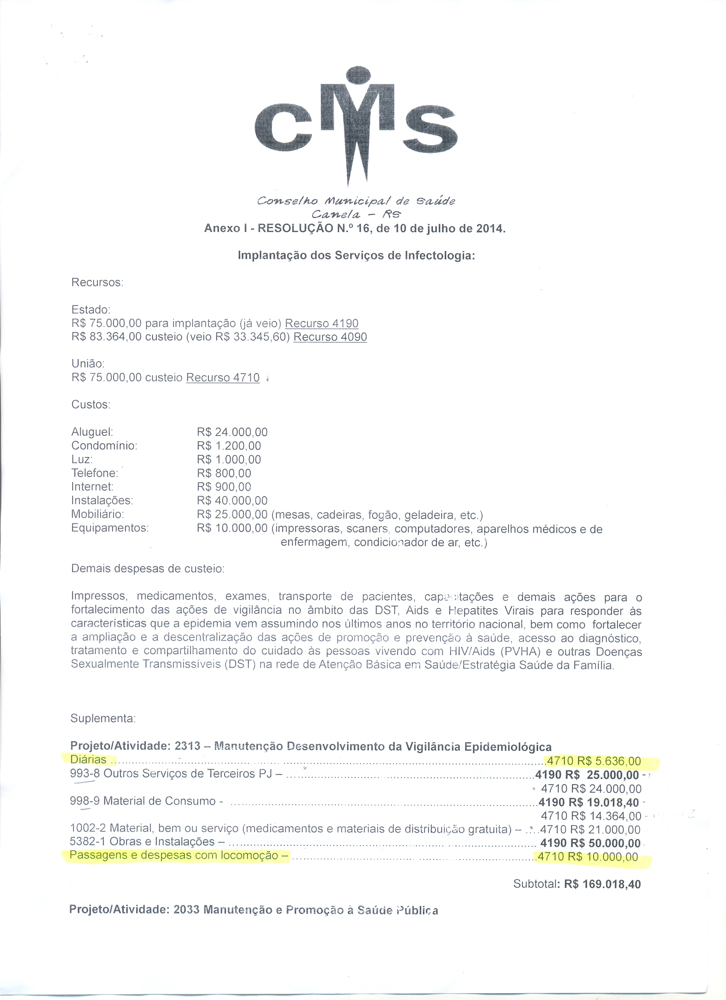 CMS
Conselho Municipal de Saúde
Canela - RS
Anexo I - RESOLUÇÃO N.º 16, de 10 de julho de 2014.
Implantação dos Serviços de Infectologia:
Recursos:
Estado:
R$ 75.000,00 para implantação (já veio) Recurso 4190
R$ 83.364,00 custeio (veio R$ 33.345,60) Recurso 4090
União:
R$ 75.000,00 custeio Recurso 4710
Custos:
Aluguel: R$ 24.000,00
Condomínio: R$ 1.200,00
Luz: R$ 1.000,00
Telefone: R$ 800,00
Internet: R$ 900,00
Instalações: R$ 40.000,00
Mobiliário: R$ 25.000,00 (mesas, cadeiras, fogão, geladeira, etc.)
Equipamentos: R$ 10.000,00 (impressoras, scaners, computadores, aparelhos médicos e de
enfermagem, condicionador de ar, etc.)
Demais despesas de custeio:
Impressos, medicamentos, exames, transporte de pacientes, capacitações e demais ações para o
fortalecimento das ações de vigilância no âmbito das DST, Aids e Hepatites Virais para responder às
características que a epidemia vem assumindo nos últimos anos no território nacional, bem como fortalecer
a ampliação e a descentralização das ações de promoção e prevenção à saúde, acesso ao diagnóstico,
tratamento e compartilhamento do cuidado às pessoas vivendo com HIV/Aids (PVHA) e outras Doenças
Sexualmente Transmissíveis (DST) na rede de Atenção Básica em Saúde/Estratégia Saúde da Família.
Suplementa:
Projeto/Atividade: 2313 – Manutenção Desenvolvimento da Vigilância Epidemiológica
Diárias ........ 4710 R$ 5.636,00
993-8 Outros Serviços de Terceiros PJ – ........ 4190 R$ 25.000,00 -
4710 R$ 24.000,00
998-9 Material de Consumo - ........ 4190 R$ 19.018,40 -
4710 R$ 14.364,00 -
1002-2 Material, bem ou serviço (medicamentos e materiais de distribuição gratuita) – ....4710 R$ 21.000,00
5382-1 Obras e Instalações – ........ 4190 R$ 50.000,00
Passagens e despesas com locomoção – ........ 4710 R$ 10.000,00
Subtotal: R$ 169.018,40
Projeto/Atividade: 2033 Manutenção e Promoção à Saúde Pública